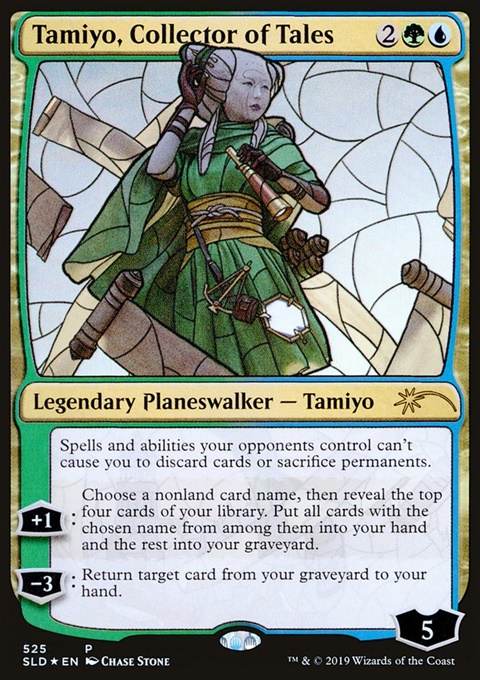 Tamiyo, Collector of Tales 2
Legendary Planeswalker — Tamiyo
Spells and abilities your opponents control can't
cause you to discard cards or sacrifice permanents.
+1: Choose a nonland card name, then reveal the top
four cards of your library. Put all cards with the
chosen name from among them into your hand
and the rest into your graveyard.
−3: Return target card from your graveyard to your
hand.
5
525 P
SLD ★ EN Chase Stone
™ & © 2019 Wizards of the Coast